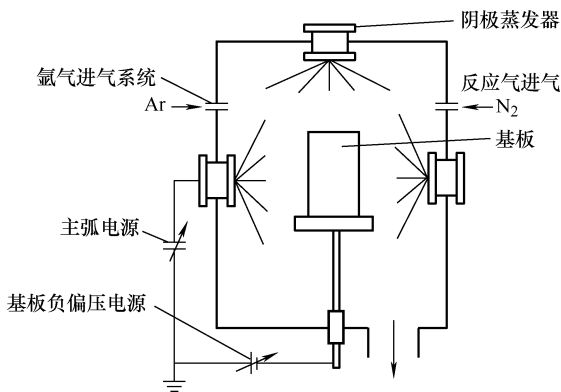 阴极蒸发器
氩气进气系统
Ar
反应气进气
N₂
基板
主弧电源
基板负偏压电源